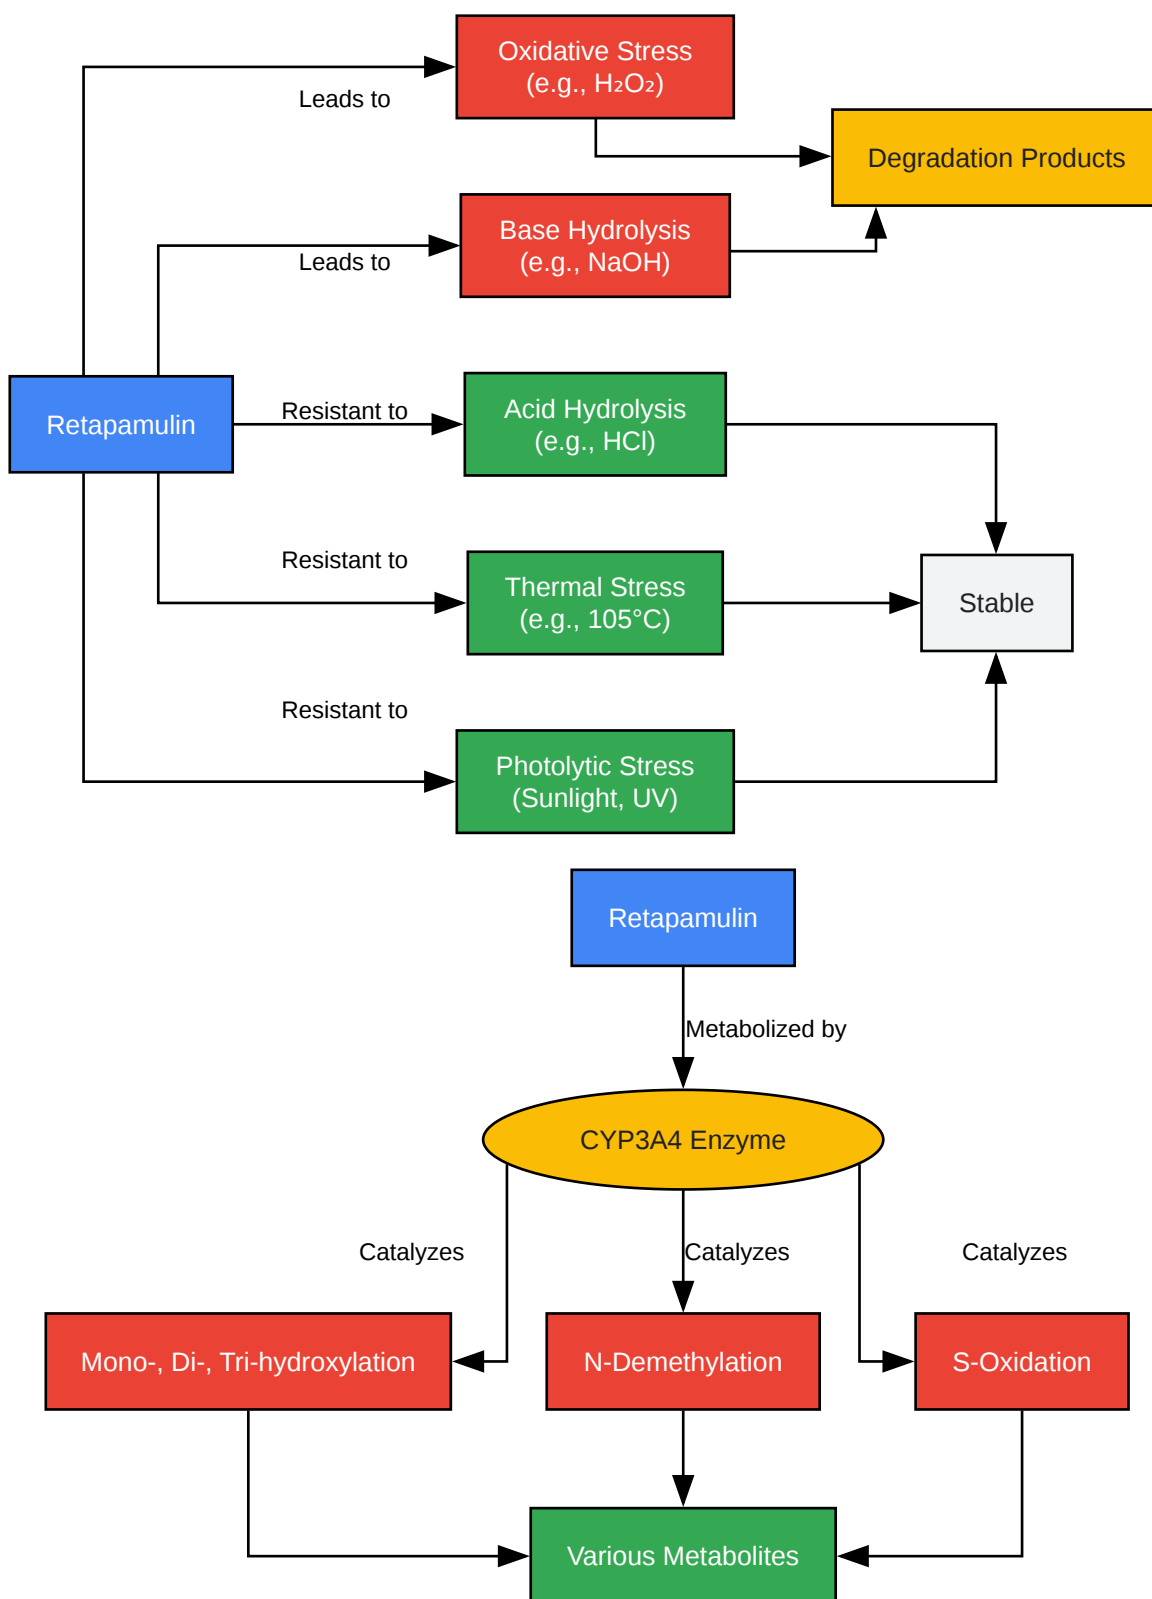 Oxidative Stress
(e.g., H₂O₂)
Leads to
Degradation Products
Base Hydrolysis
(e.g., NaOH)
Leads to
Retapamulin
Resistant to
Acid Hydrolysis
(e.g., HCl)
Resistant to
Thermal Stress
(e.g., 105°C)
Stable
Resistant to
Photolytic Stress
(Sunlight, UV)
Retapamulin
Metabolized by
CYP3A4 Enzyme
Catalyzes
Catalyzes
Catalyzes
Mono-, Di-, Tri-hydroxylation
N-Demethylation
S-Oxidation
Various Metabolites